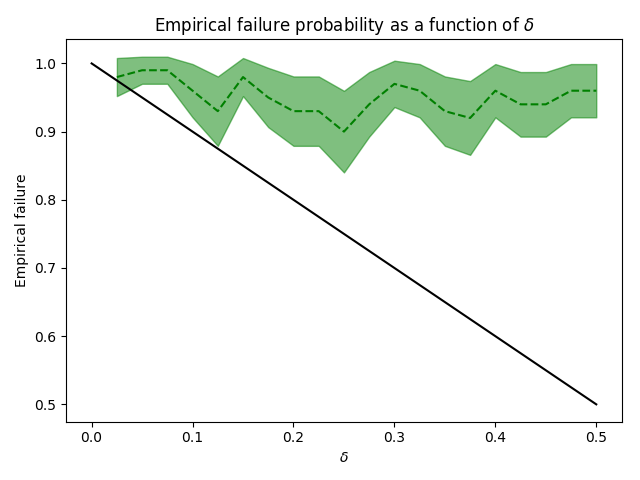 Empirical failure probability as a function of δ
Empirical failure
1.0
0.9
0.8
0.7
0.6
0.5
0.0 0.1 0.2 0.3 0.4 0.5
δ